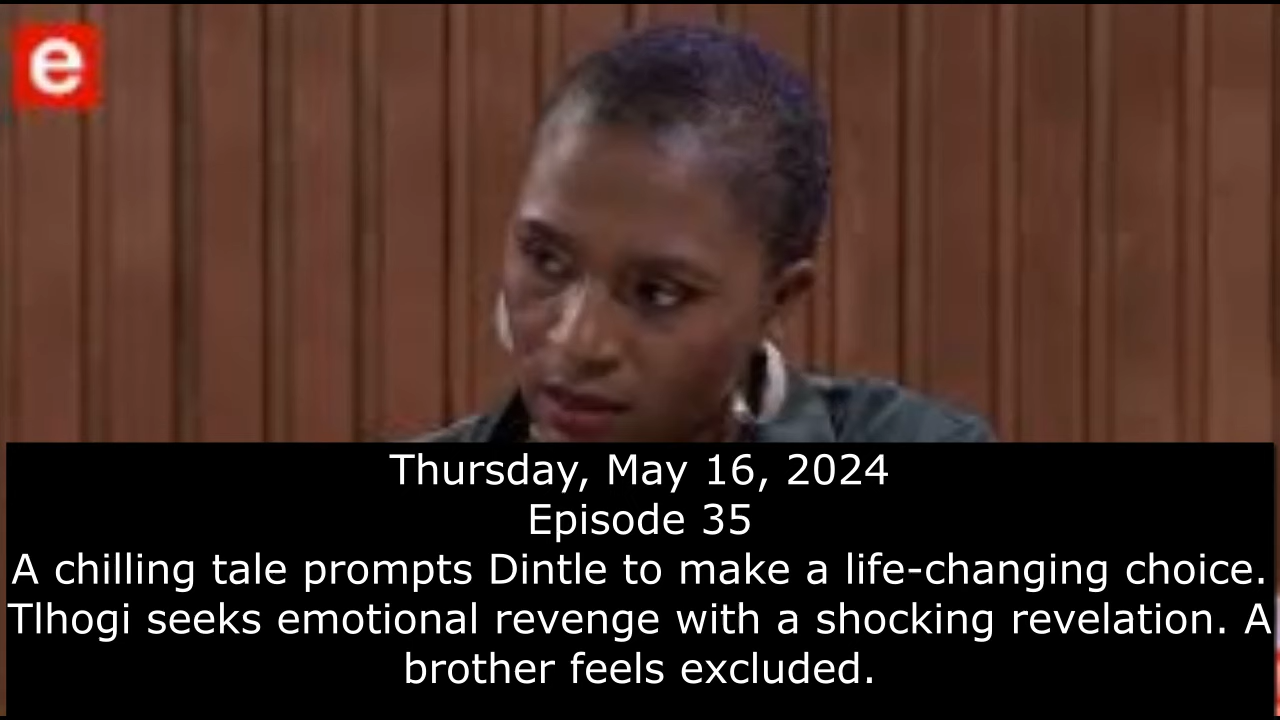 e
Thursday, May 16, 2024
Episode 35
A chilling tale prompts Dintle to make a life-changing choice.
Tlhogi seeks emotional revenge with a shocking revelation. A
brother feels excluded.